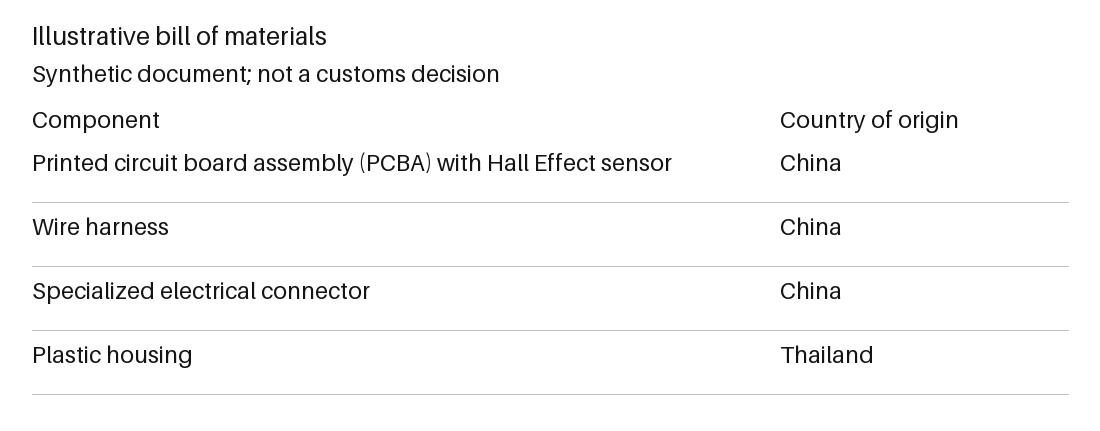 Illustrative bill of materials
Synthetic document; not a customs decision
Component Country of origin
Printed circuit board assembly (PCBA) with Hall Effect sensor China
Wire harness China
Specialized electrical connector China
Plastic housing Thailand